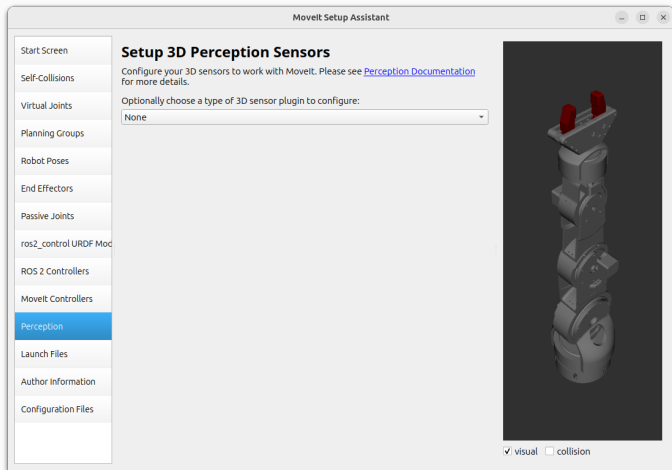 MoveIt Setup Assistant
Start Screen
Self-Collisions
Virtual Joints
Planning Groups
Robot Poses
End Effectors
Passive Joints
ros2_control URDF Mod
ROS 2 Controllers
MoveIt Controllers
Perception
Launch Files
Author Information
Configuration Files
Setup 3D Perception Sensors
Configure your 3D sensors to work with MoveIt. Please see Perception Documentation
for more details.
Optionally choose a type of 3D sensor plugin to configure:
None
visual
collision